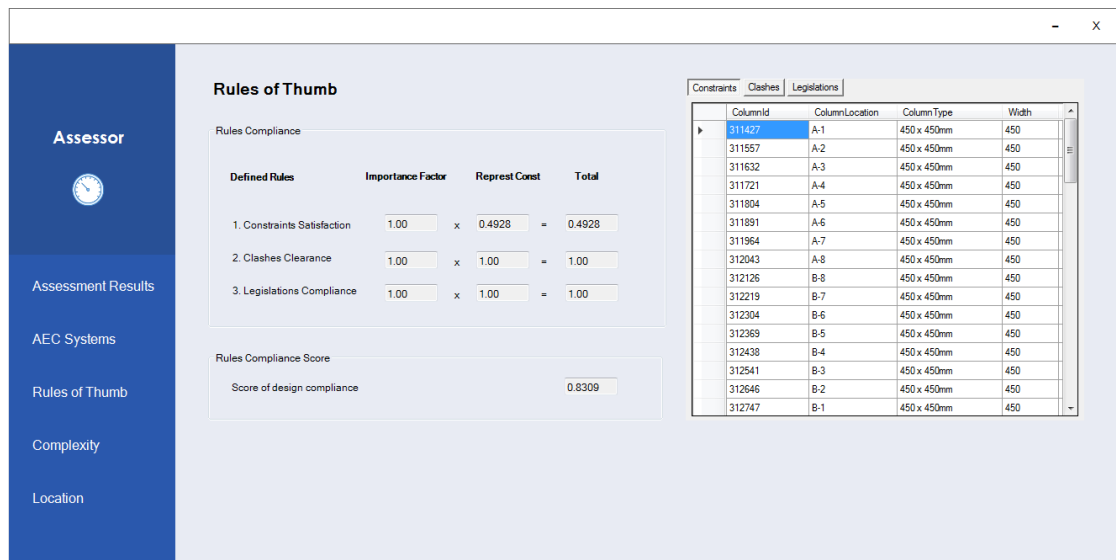 - X
Assessor
Assessment Results
AEC Systems
Rules of Thumb
Complexity
Location
Rules of Thumb
Rules Compliance
Defined Rules Importance Factor Represt Const Total
1. Constraints Satisfaction 1.00 x 0.4928 = 0.4928
2. Clashes Clearance 1.00 x 1.00 = 1.00
3. Legislations Compliance 1.00 x 1.00 = 1.00
Rules Compliance Score
Score of design compliance 0.8309
Constraints Clashes Legislations
ColumnId ColumnLocation ColumnType Width
311427 A-1 450 x 450mm 450
311557 A-2 450 x 450mm 450
311632 A-3 450 x 450mm 450
311721 A-4 450 x 450mm 450
311804 A-5 450 x 450mm 450
311891 A-6 450 x 450mm 450
311964 A-7 450 x 450mm 450
312043 A-8 450 x 450mm 450
312126 B-8 450 x 450mm 450
312219 B-7 450 x 450mm 450
312304 B-6 450 x 450mm 450
312369 B-5 450 x 450mm 450
312438 B-4 450 x 450mm 450
312541 B-3 450 x 450mm 450
312646 B-2 450 x 450mm 450
312747 B-1 450 x 450mm 450